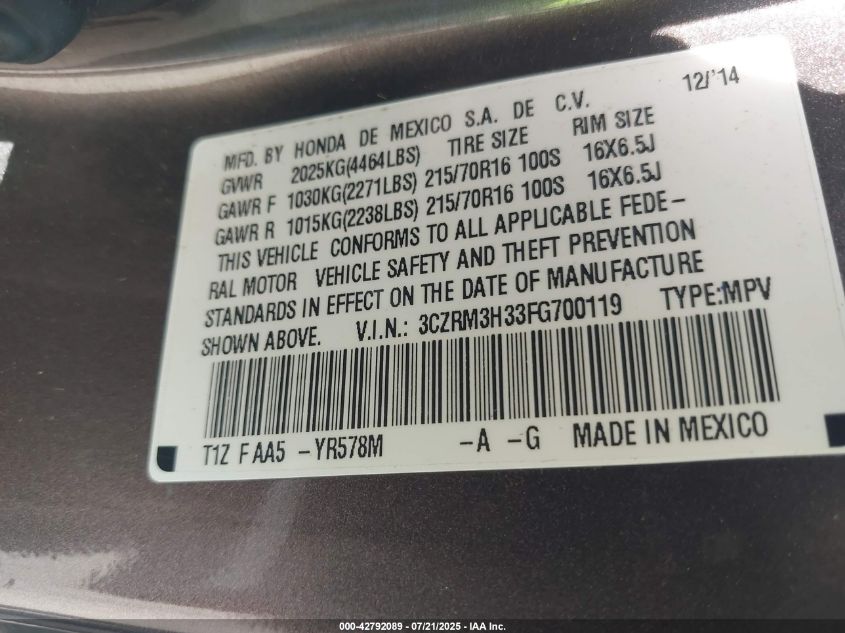 12/'14
MFD. BY HONDA DE MEXICO S.A. DE C.V.
GVWR 2025KG(4464LBS) TIRE SIZE RIM SIZE
GAWR F 1030KG(2271LBS) 215/70R16 100S 16X6.5J
GAWR R 1015KG(2238LBS) 215/70R16 100S 16X6.5J
THIS VEHICLE CONFORMS TO ALL APPLICABLE FEDE-
RAL MOTOR VEHICLE SAFETY AND THEFT PREVENTION
STANDARDS IN EFFECT ON THE DATE OF MANUFACTURE
SHOWN ABOVE. V.I.N.: 3CZRM3H33FG700119 TYPE:MPV
T1Z F AA5 -YR578M -A -G MADE IN MEXICO
000-42792089 - 07/21/2025 - IAA Inc.